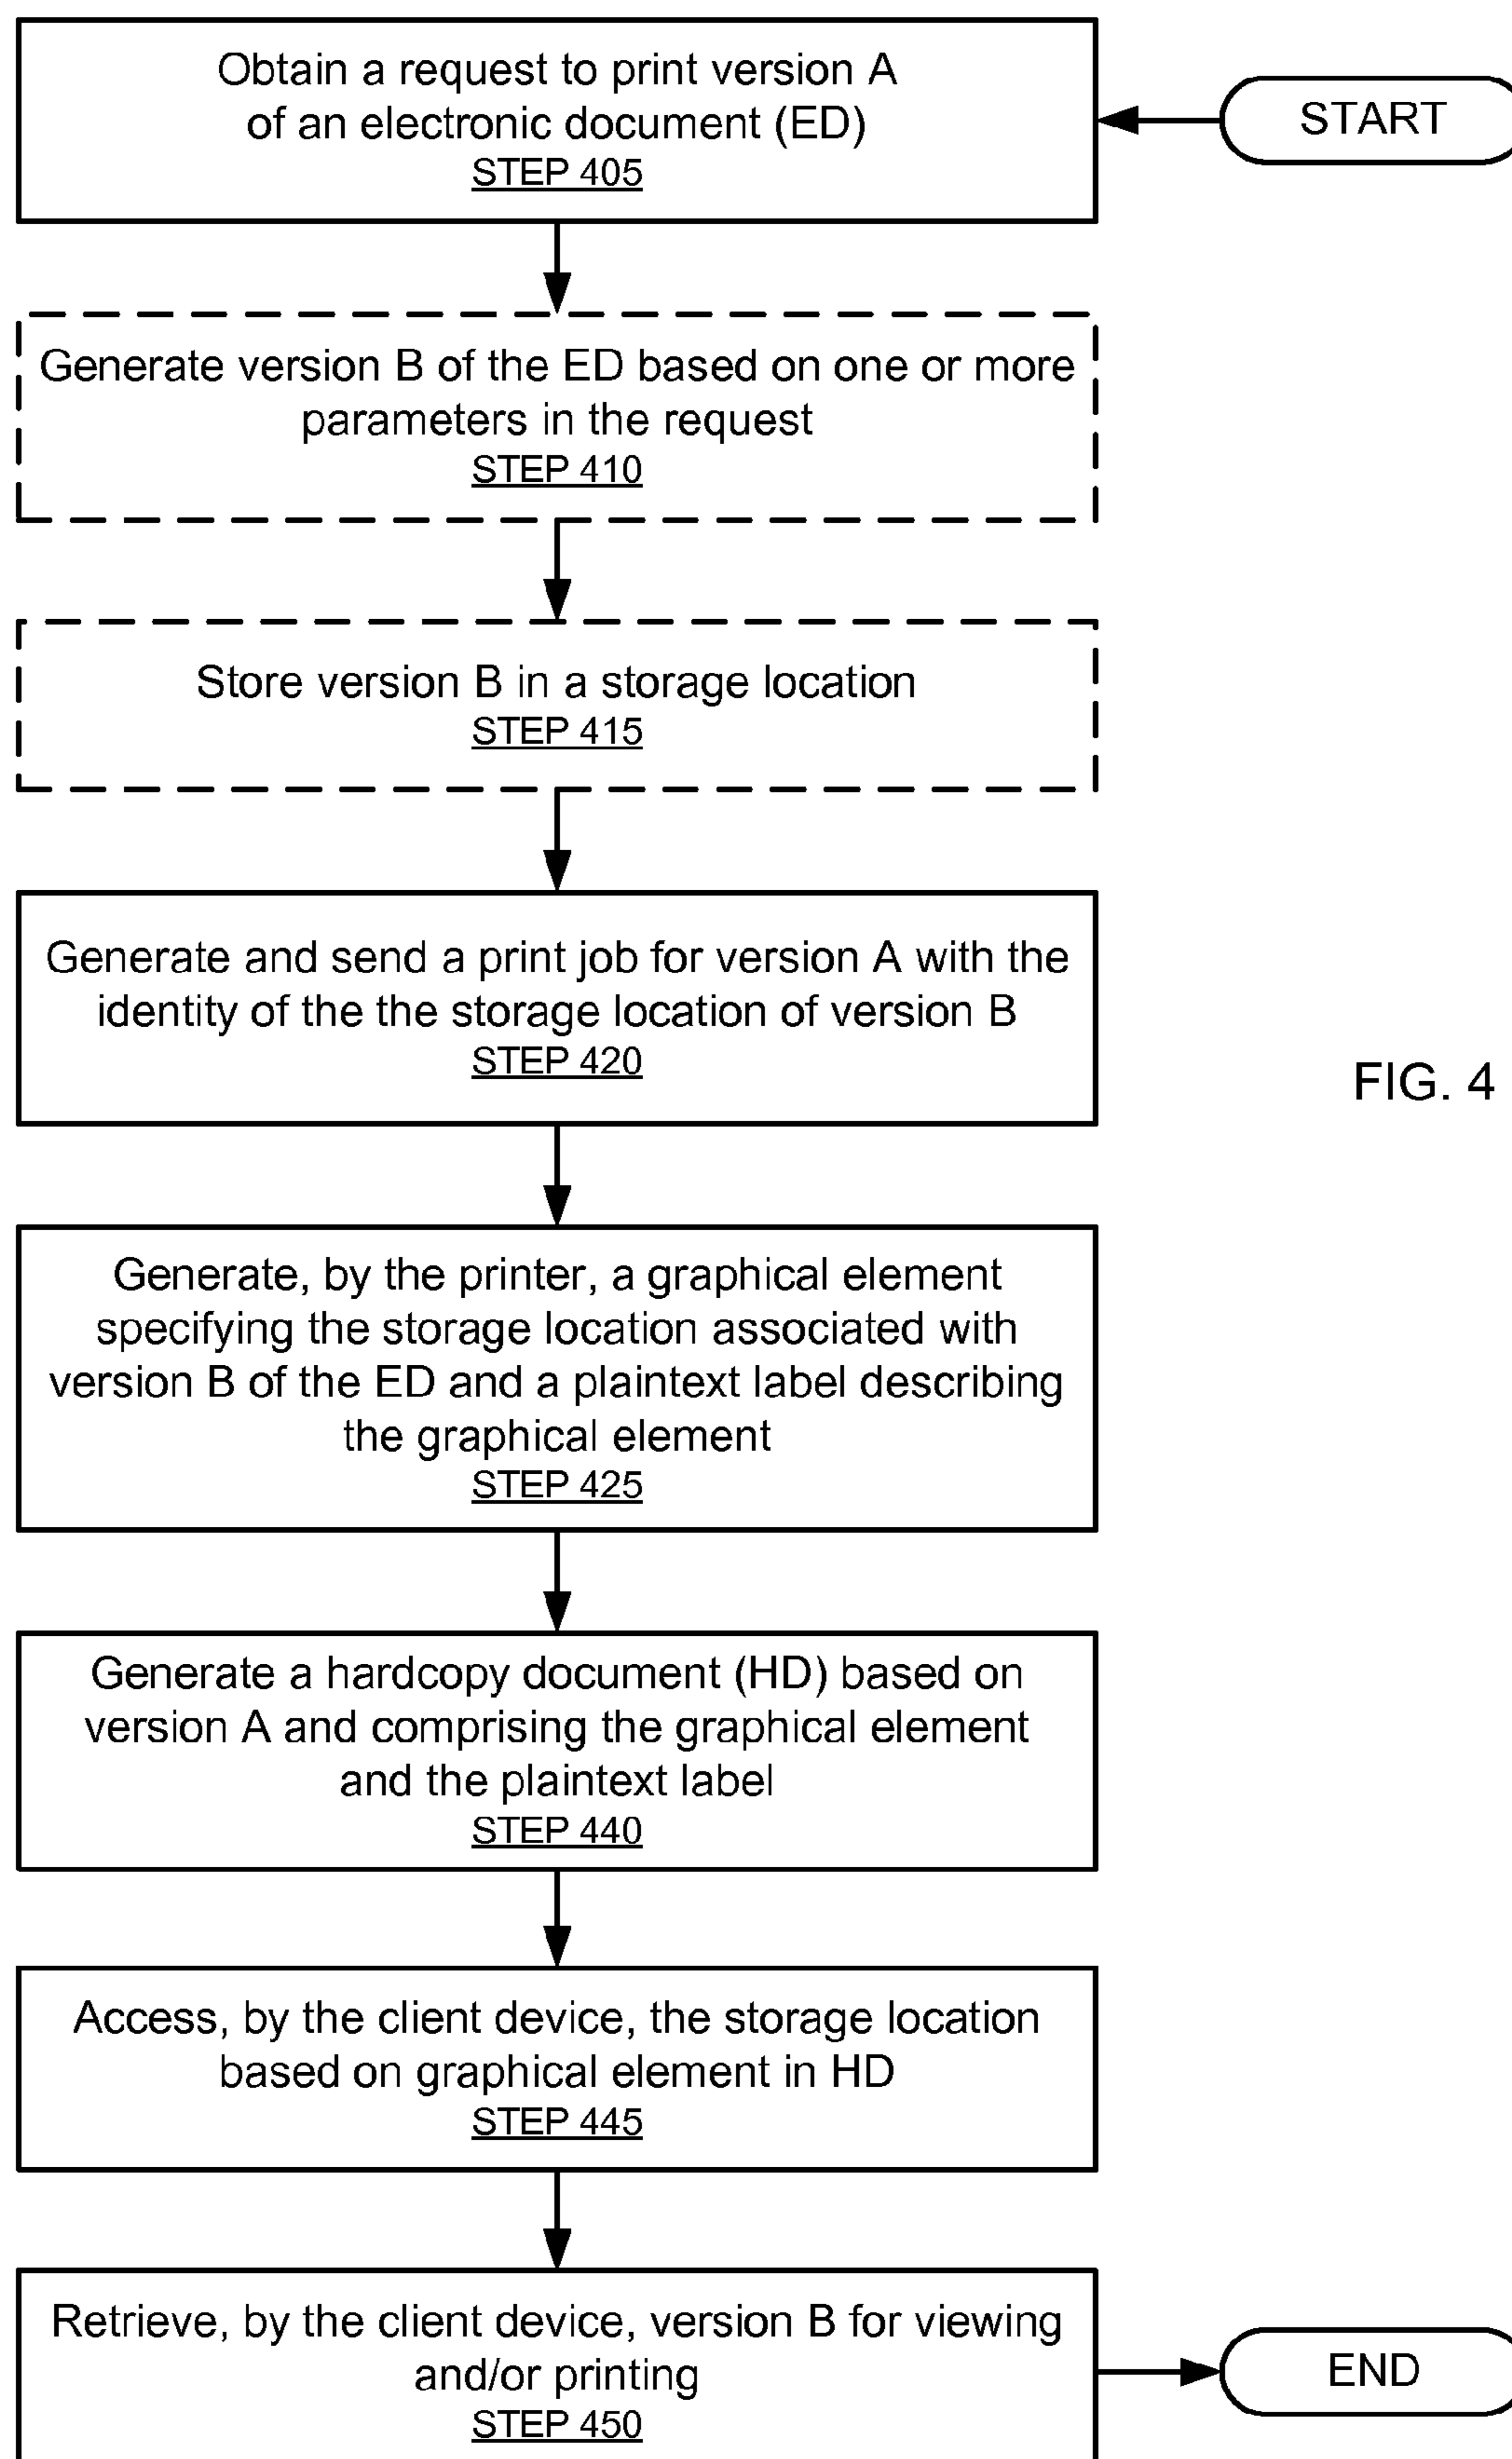 Obtain a request to print version A
of an electronic document (ED)
STEP 405
START
Generate version B of the ED based on one or more
parameters in the request
STEP 410
Store version B in a storage location
STEP 415
Generate and send a print job for version A with the
identity of the the storage location of version B
STEP 420
FIG. 4
Generate, by the printer, a graphical element
specifying the storage location associated with
version B of the ED and a plaintext label describing
the graphical element
STEP 425
Generate a hardcopy document (HD) based on
version A and comprising the graphical element
and the plaintext label
STEP 440
Access, by the client device, the storage location
based on graphical element in HD
STEP 445
Retrieve, by the client device, version B for viewing
and/or printing
STEP 450
END